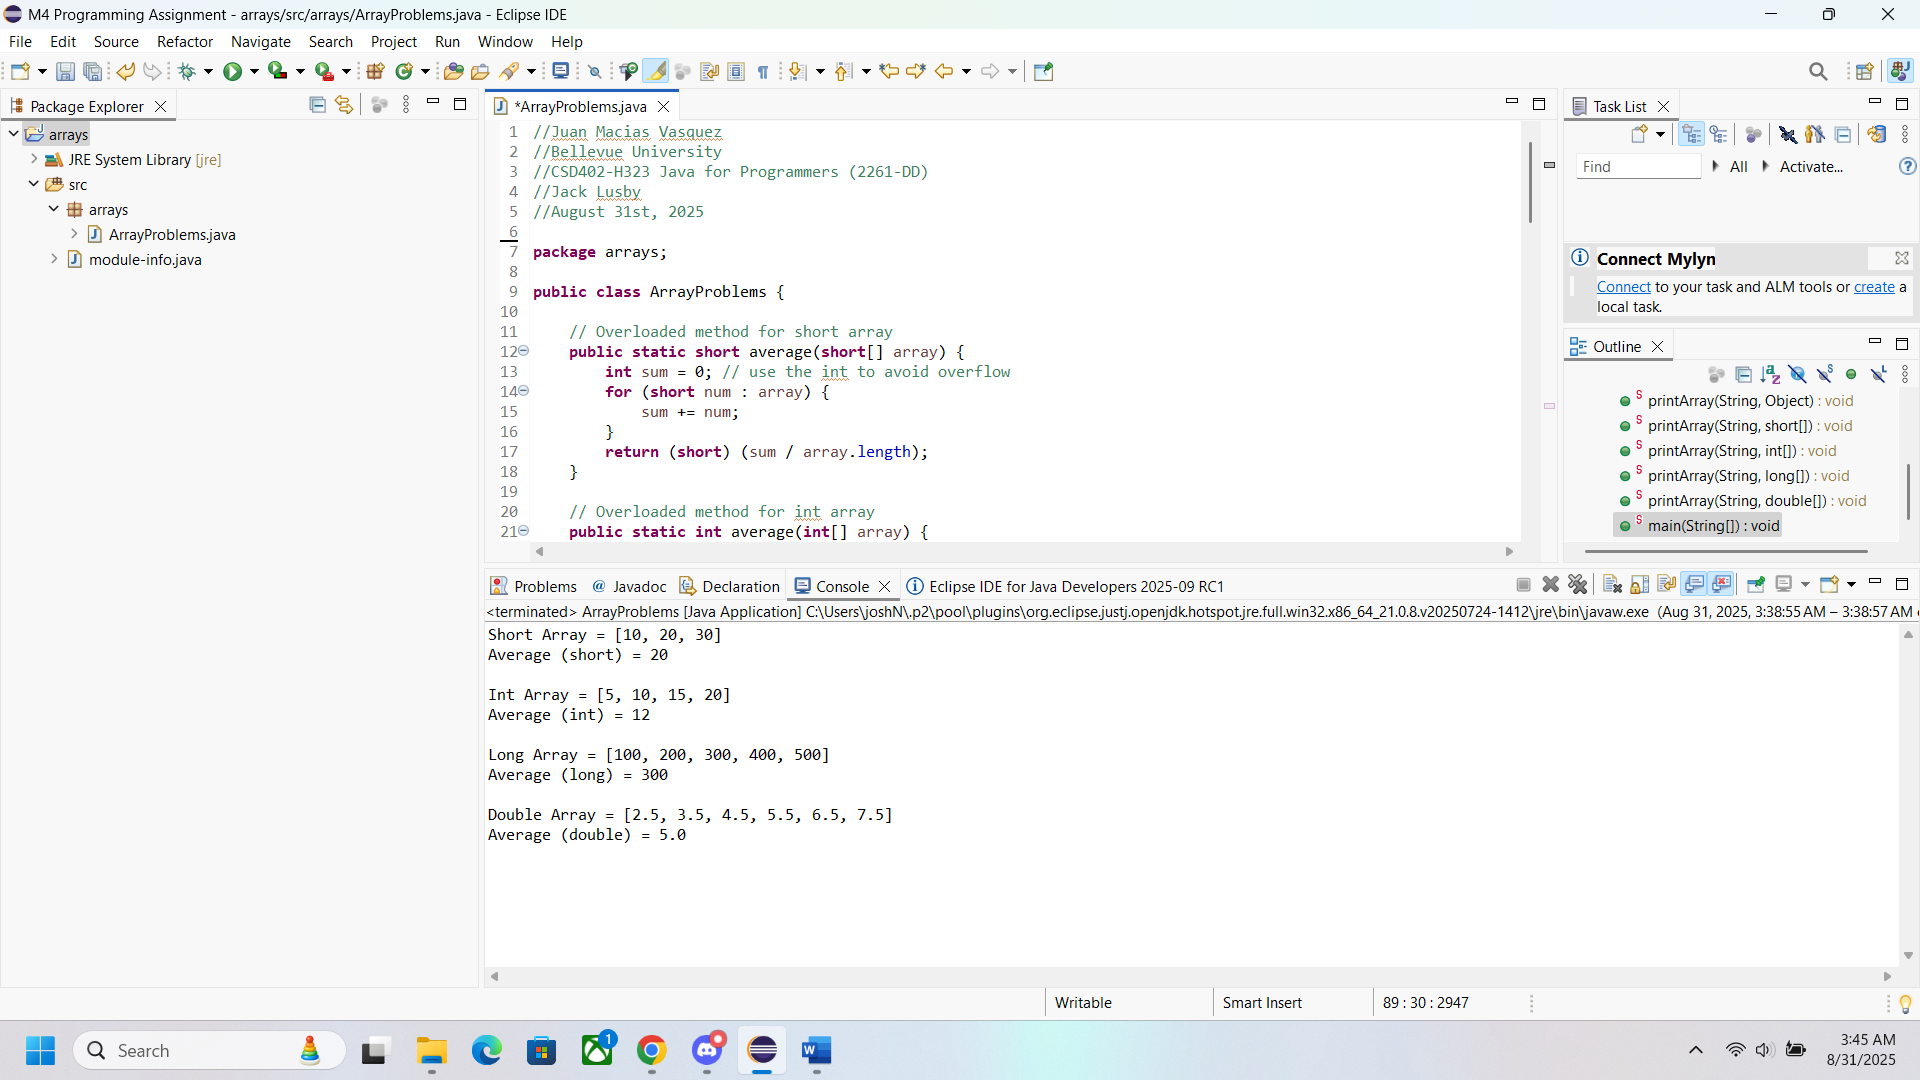 M4 Programming Assignment - arrays/src/arrays/ArrayProblems.java - Eclipse IDE
File Edit Source Refactor Navigate Search Project Run Window Help
Package Explorer
arrays
JRE System Library [jre]
src
arrays
ArrayProblems.java
module-info.java
*ArrayProblems.java
1 //Juan Macias Vasquez
2 //Bellevue University
3 //CSD402-H323 Java for Programmers (2261-DD)
4 //Jack Lusby
5 //August 31st, 2025
6
7 package arrays;
8
9 public class ArrayProblems {
10
11 // Overloaded method for short array
12 public static short average(short[] array) {
13 int sum = 0; // use the int to avoid overflow
14 for (short num : array) {
15 sum += num;
16 }
17 return (short) (sum / array.length);
18 }
19
20 // Overloaded method for int array
21 public static int average(int[] array) {
Task List
Find All Activate...
Connect Mylyn
Connect to your task and ALM tools or create a
local task.
Outline
printArray(String, Object) : void
printArray(String, short[]) : void
printArray(String, int[]) : void
printArray(String, long[]) : void
printArray(String, double[]) : void
main(String[]) : void
Problems @ Javadoc Declaration Console Eclipse IDE for Java Developers 2025-09 RC1
<terminated> ArrayProblems [Java Application] C:\Users\joshN\.p2\pool\plugins\org.eclipse.justj.openjdk.hotspot.jre.full.win32.x86_64_21.0.8.v20250724-1412\jre\bin\javaw.exe (Aug 31, 2025, 3:38:55 AM – 3:38:57 AM
Short Array = [10, 20, 30]
Average (short) = 20
Int Array = [5, 10, 15, 20]
Average (int) = 12
Long Array = [100, 200, 300, 400, 500]
Average (long) = 300
Double Array = [2.5, 3.5, 4.5, 5.5, 6.5, 7.5]
Average (double) = 5.0
Writable Smart Insert 89 : 30 : 2947
Search
1
3:45 AM
8/31/2025